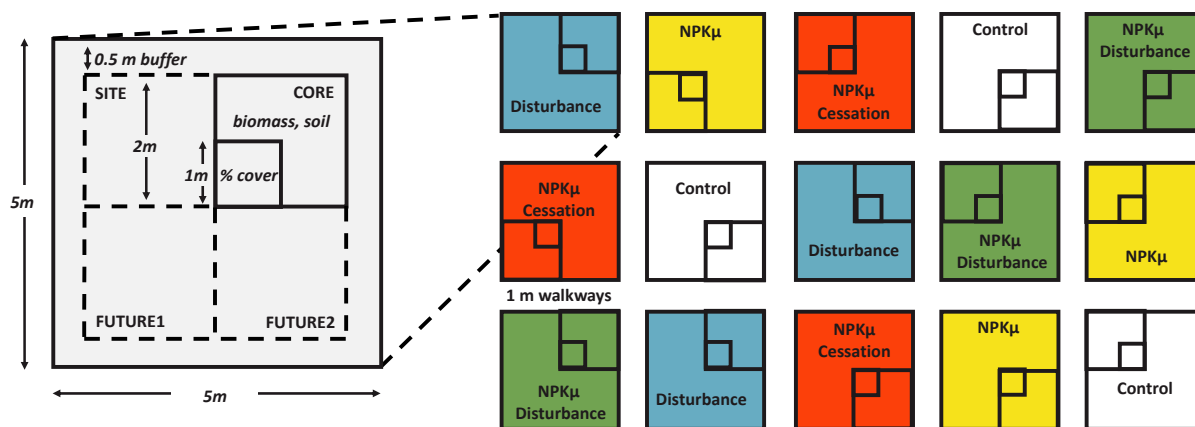 0.5 m buffer
SITE
CORE
biomass, soil
2m
1m
% cover
5m
FUTURE1
FUTURE2
5m
Disturbance
NPKμ
NPKμ
Cessation
Control
NPKμ
Disturbance
NPKμ
Cessation
Control
Disturbance
NPKμ
Disturbance
NPKμ
1 m walkways
NPKμ
Disturbance
Disturbance
NPKμ
Cessation
NPKμ
Control